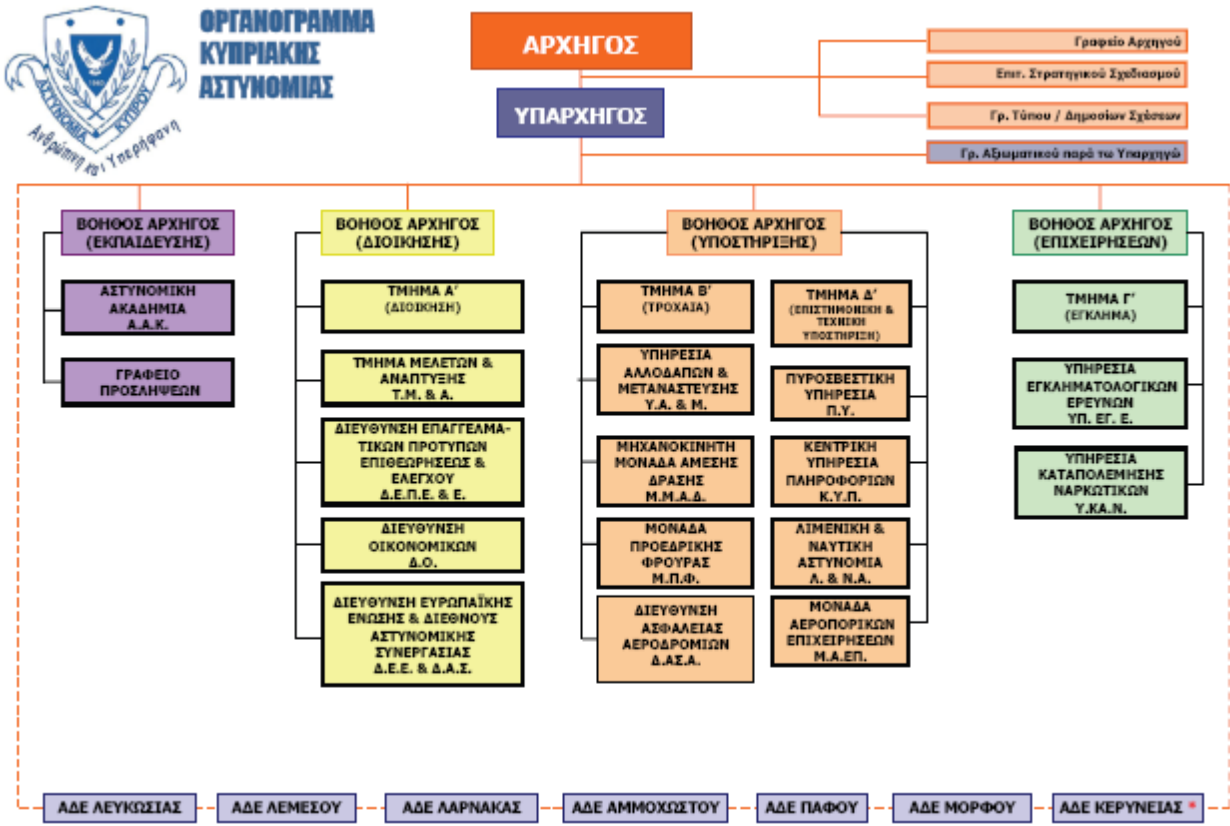 ΟΡΓΑΝΟΓΡΑΜΜΑ
ΚΥΠΡΙΑΚΗΣ
ΑΣΤΥΝΟΜΙΑΣ
ΑΣΤΥΝΟΜΙΑ ΚΥΠΡΟΥ
1960
Ανθρώπινη και Υπερήφανη
ΑΡΧΗΓΟΣ
ΥΠΑΡΧΗΓΟΣ
Γραφείο Αρχηγού
Επιτ. Στρατηγικού Σχεδιασμού
Γρ. Τύπου / Δημοσίων Σχέσεων
Γρ. Αξιωματικού παρά τω Υπαρχηγώ
ΒΟΗΘΟΣ ΑΡΧΗΓΟΣ
(ΕΚΠΑΙΔΕΥΣΗΣ)
ΑΣΤΥΝΟΜΙΚΗ
ΑΚΑΔΗΜΙΑ
Α.Α.Κ.
ΓΡΑΦΕΙΟ
ΠΡΟΣΛΗΨΕΩΝ
ΒΟΗΘΟΣ ΑΡΧΗΓΟΣ
(ΔΙΟΙΚΗΣΗΣ)
ΤΜΗΜΑ Α'
(ΔΙΟΙΚΗΣΗ)
ΤΜΗΜΑ ΜΕΛΕΤΩΝ &
ΑΝΑΠΤΥΞΗΣ
Τ.Μ. & Α.
ΔΙΕΥΘΥΝΣΗ ΕΠΑΓΓΕΛΜΑ-
ΤΙΚΩΝ ΠΡΟΤΥΠΩΝ
ΕΠΙΘΕΩΡΗΣΕΩΣ &
ΕΛΕΓΧΟΥ
Δ.Ε.Π.Ε. & Ε.
ΔΙΕΥΘΥΝΣΗ
ΟΙΚΟΝΟΜΙΚΩΝ
Δ.Ο.
ΔΙΕΥΘΥΝΣΗ ΕΥΡΩΠΑΪΚΗΣ
ΕΝΩΣΗΣ & ΔΙΕΘΝΟΥΣ
ΑΣΤΥΝΟΜΙΚΗΣ
ΣΥΝΕΡΓΑΣΙΑΣ
Δ.Ε.Ε. & Δ.Α.Σ.
ΒΟΗΘΟΣ ΑΡΧΗΓΟΣ
(ΥΠΟΣΤΗΡΙΞΗΣ)
ΤΜΗΜΑ Β'
(ΤΡΟΧΑΙΑ)
ΥΠΗΡΕΣΙΑ
ΑΛΛΟΔΑΠΩΝ &
ΜΕΤΑΝΑΣΤΕΥΣΗΣ
Υ.Α. & Μ.
ΜΗΧΑΝΟΚΙΝΗΤΗ
ΜΟΝΑΔΑ ΑΜΕΣΗΣ
ΔΡΑΣΗΣ
Μ.Μ.Α.Δ.
ΜΟΝΑΔΑ
ΠΡΟΕΔΡΙΚΗΣ
ΦΡΟΥΡΑΣ
Μ.Π.Φ.
ΔΙΕΥΘΥΝΣΗ
ΑΣΦΑΛΕΙΑΣ
ΑΕΡΟΔΡΟΜΙΩΝ
Δ.ΑΣ.Α.
ΤΜΗΜΑ Δ'
(ΕΠΙΣΤΗΜΟΝΙΚΗ &
ΤΕΧΝΙΚΗ
ΥΠΟΣΤΗΡΙΞΗ)
ΠΥΡΟΣΒΕΣΤΙΚΗ
ΥΠΗΡΕΣΙΑ
Π.Υ.
ΚΕΝΤΡΙΚΗ
ΥΠΗΡΕΣΙΑ
ΠΛΗΡΟΦΟΡΙΩΝ
Κ.Υ.Π.
ΛΙΜΕΝΙΚΗ &
ΝΑΥΤΙΚΗ
ΑΣΤΥΝΟΜΙΑ
Λ. & Ν.Α.
ΜΟΝΑΔΑ
ΑΕΡΟΠΟΡΙΚΩΝ
ΕΠΙΧΕΙΡΗΣΕΩΝ
Μ.Α.ΕΠ.
ΒΟΗΘΟΣ ΑΡΧΗΓΟΣ
(ΕΠΙΧΕΙΡΗΣΕΩΝ)
ΤΜΗΜΑ Γ'
(ΕΓΚΛΗΜΑ)
ΥΠΗΡΕΣΙΑ
ΕΓΚΛΗΜΑΤΟΛΟΓΙΚΩΝ
ΕΡΕΥΝΩΝ
ΥΠ. ΕΓ. Ε.
ΥΠΗΡΕΣΙΑ
ΚΑΤΑΠΟΛΕΜΗΣΗΣ
ΝΑΡΚΩΤΙΚΩΝ
Υ.ΚΑ.Ν.
ΑΔΕ ΛΕΥΚΩΣΙΑΣ
ΑΔΕ ΛΕΜΕΣΟΥ
ΑΔΕ ΛΑΡΝΑΚΑΣ
ΑΔΕ ΑΜΜΟΧΩΣΤΟΥ
ΑΔΕ ΠΑΦΟΥ
ΑΔΕ ΜΟΡΦΟΥ
ΑΔΕ ΚΕΡΥΝΕΙΑΣ *